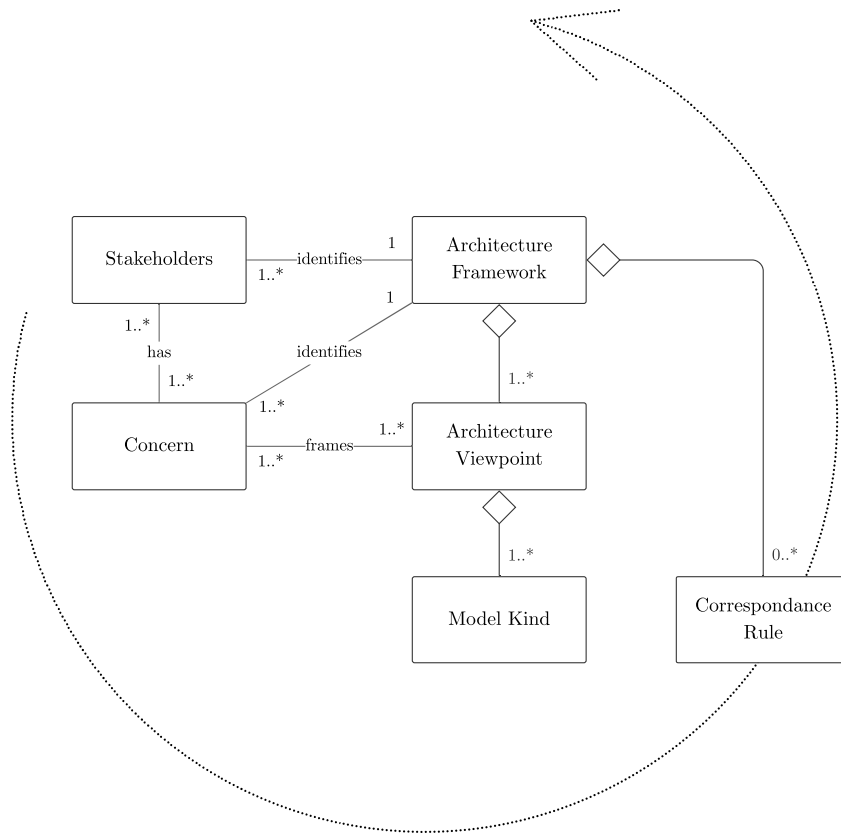 Stakeholders
1..*
identifies
1
Architecture
Framework
1..*
has
1..*
1
identifies
1..*
1..*
Concern
1..*
frames
1..*
Architecture
Viewpoint
1..*
Model Kind
0..*
Correspondance
Rule